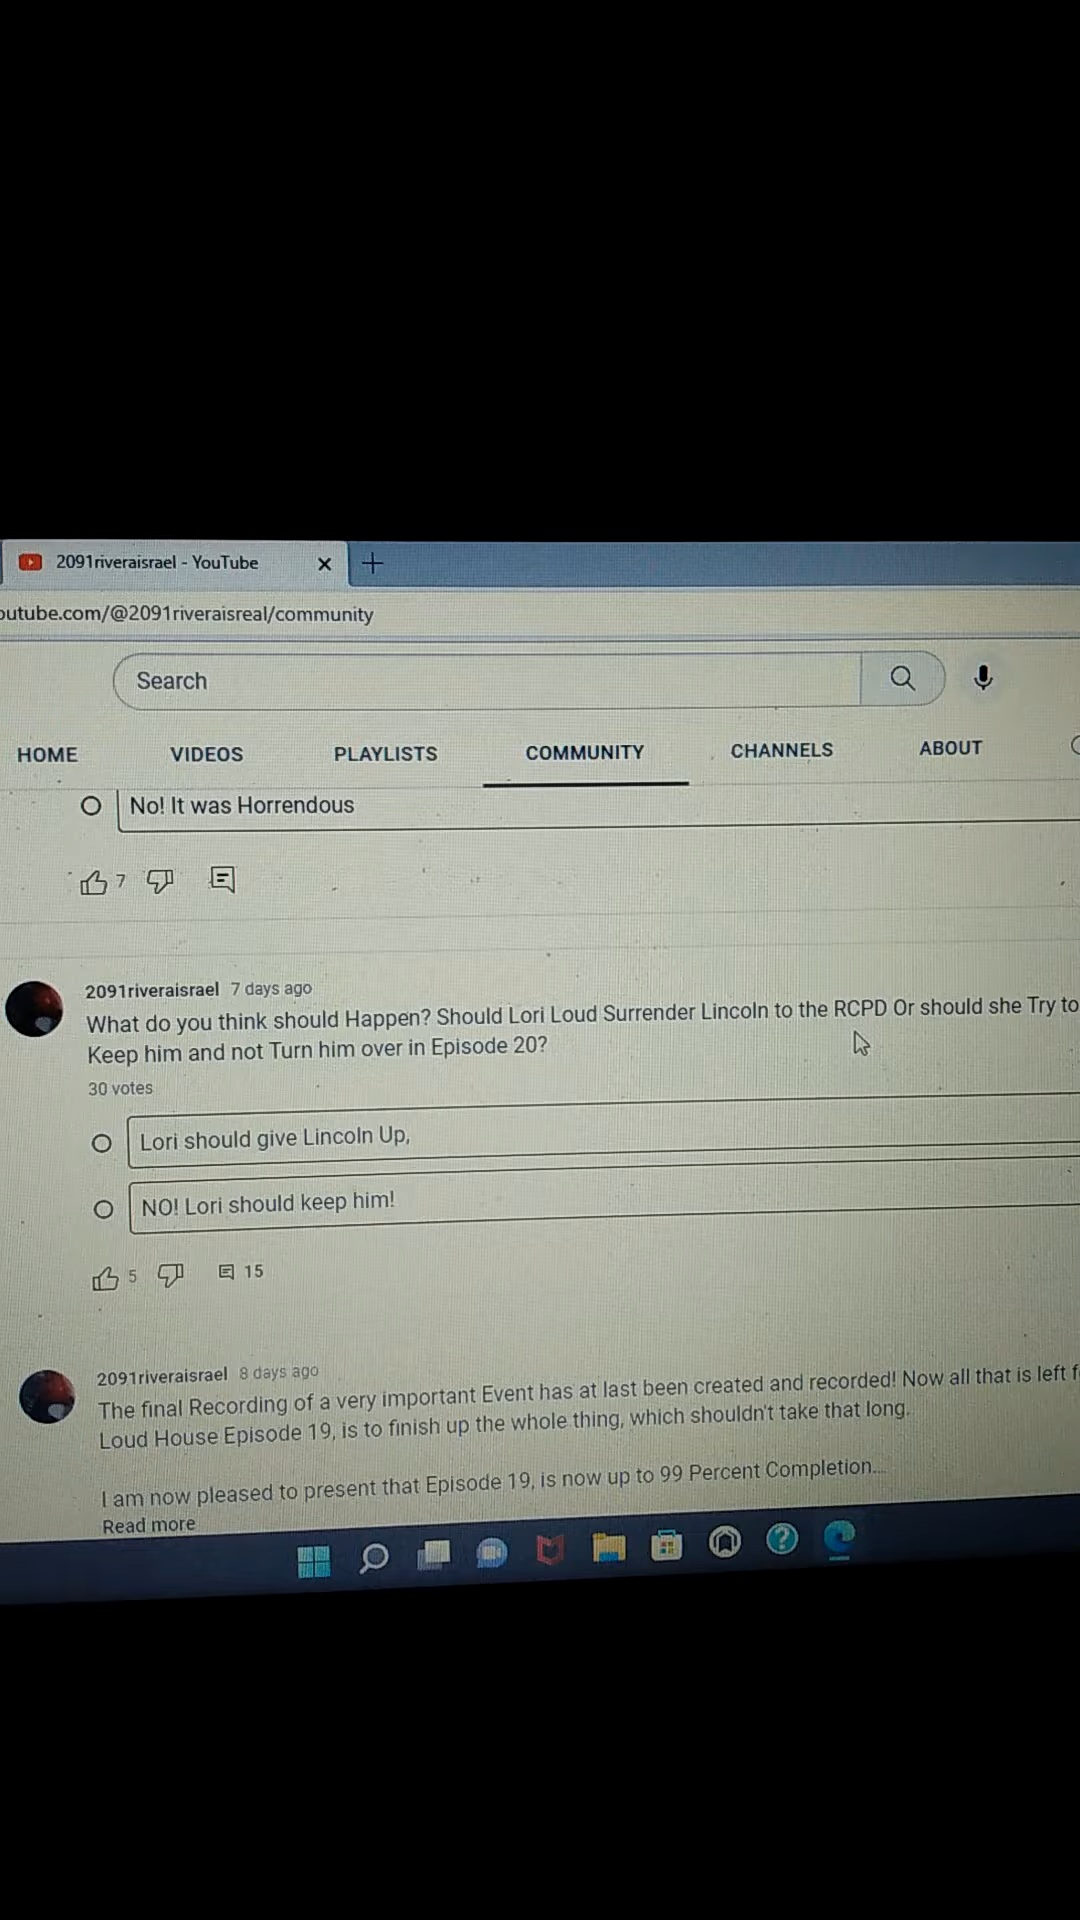 2091riveraisrael - YouTube
outube.com/@2091riveraisreal/community
Search
HOME VIDEOS PLAYLISTS COMMUNITY CHANNELS ABOUT
No! It was Horrendous
7
2091riveraisrael 7 days ago
What do you think should Happen? Should Lori Loud Surrender Lincoln to the RCPD Or should she Try to
Keep him and not Turn him over in Episode 20?
30 votes
Lori should give Lincoln Up,
NO! Lori should keep him!
5 15
2091riveraisrael 8 days ago
The final Recording of a very important Event has at last been created and recorded! Now all that is left f
Loud House Episode 19, is to finish up the whole thing, which shouldn't take that long.
I am now pleased to present that Episode 19, is now up to 99 Percent Completion...
Read more